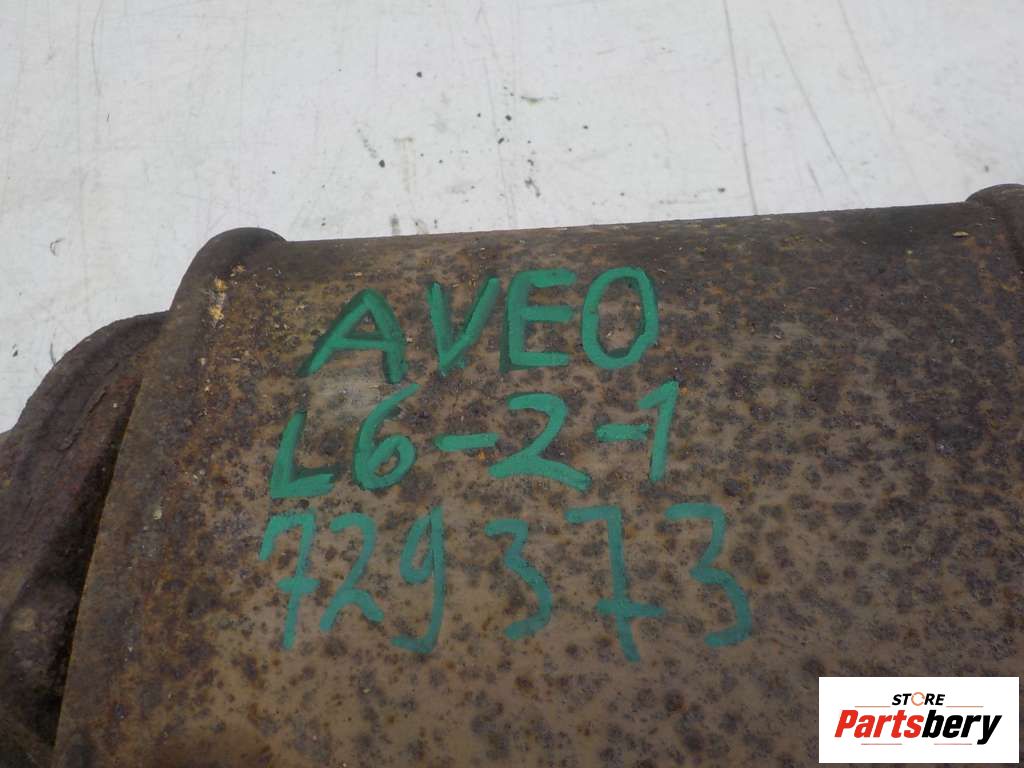 AVEO
L6-2-1
729373
STORE
Partsbery